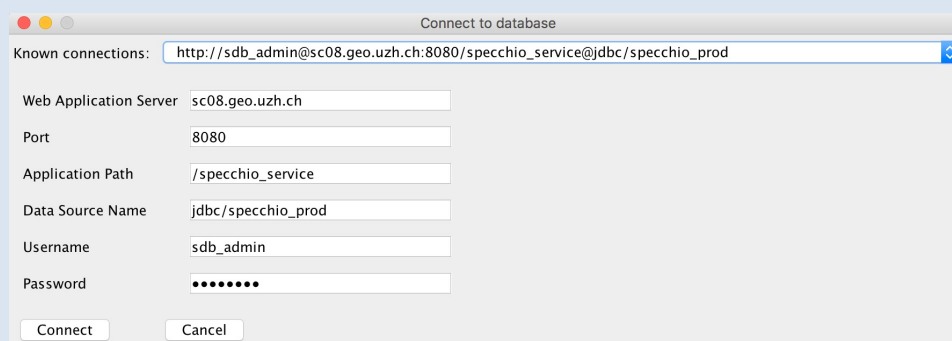 Connect to database
Known connections: http://sdb_admin@sc08.geo.uzh.ch:8080/specchio_service@jdbc/specchio_prod
Web Application Server sc08.geo.uzh.ch
Port 8080
Application Path /specchio_service
Data Source Name jdbc/specchio_prod
Username sdb_admin
Password ••••••••
Connect Cancel